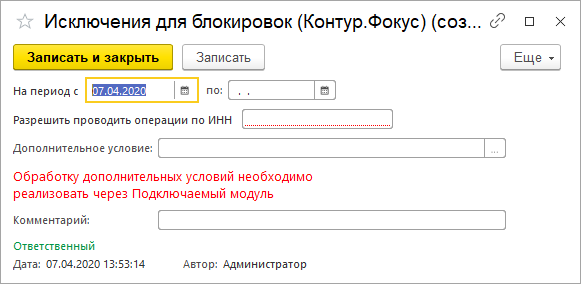 Исключения для блокировок (Контур.Фокус) (соз...
Записать и закрыть Записать Еще
На период с 07.04.2020 по: . .
Разрешить проводить операции по ИНН
Дополнительное условие: ...
Обработку дополнительных условий необходимо
реализовать через Подключаемый модуль
Комментарий:
Ответственный
Дата: 07.04.2020 13:53:14 Автор: Администратор